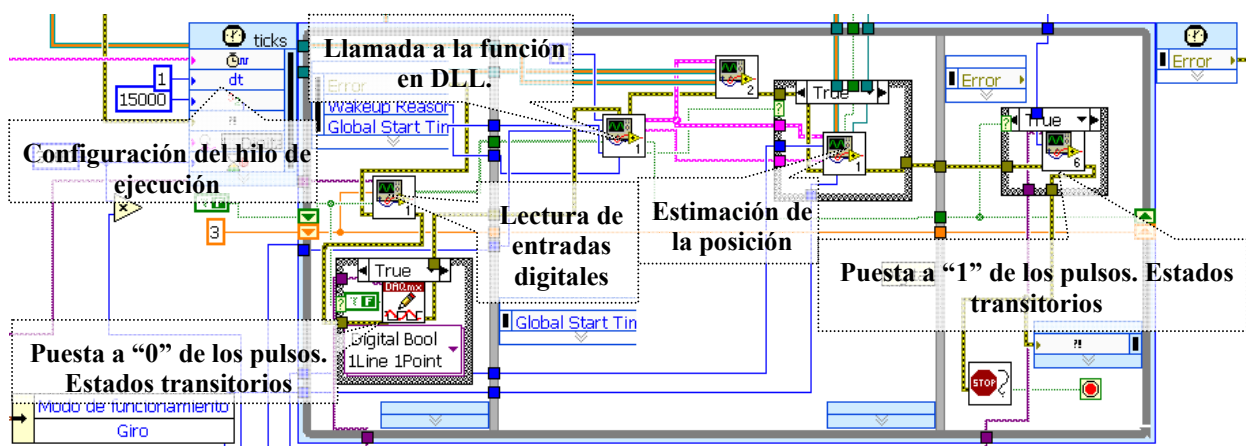 ticks
dt
1
15000
Error
Wakeup Reason
Global Start Tim
Llamada a la función
en DLL.
Configuración del hilo de
ejecución
3
1
Lectura de
entradas
digitales
1
2
True
1
Estimación de
la posición
Error
True
6
Error
Puesta a “1” de los pulsos. Estados
transitorios
?!
STOP
True
DAQmx
F
Digital Bool
1Line 1Point
Puesta a “0” de los pulsos.
Estados transitorios
Global Start Tim
Modo de funcionamiento
Giro